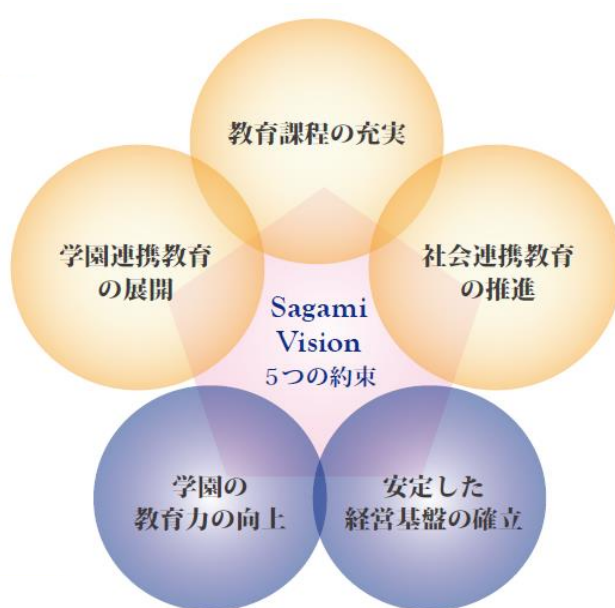 教育課程の充実
学園連携教育
の展開
社会連携教育
の推進
Sagami
Vision
5つの約束
学園の
教育力の向上
安定した
経営基盤の確立